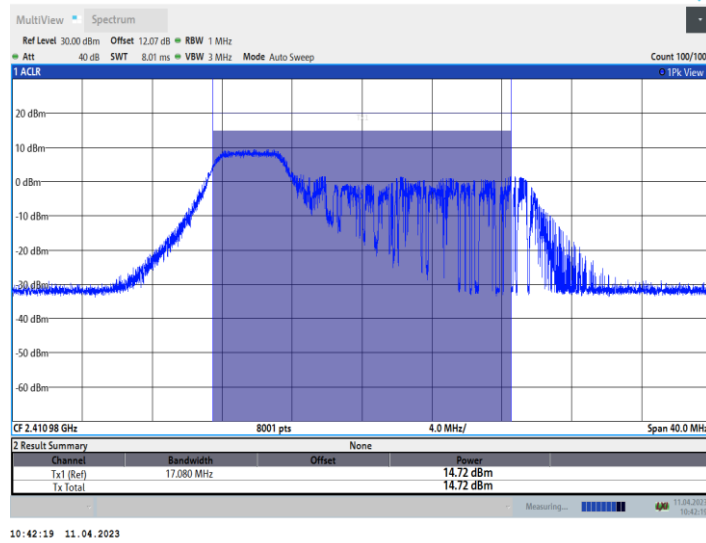 MultiView Spectrum
Ref Level 30.00 dBm Offset 12.07 dB RBW 1 MHz
Att 40 dB SWT 8.01 ms VBW 3 MHz Mode Auto Sweep Count 100/100
1 ACLR 1Pk View
20 dBm
10 dBm
0 dBm
-10 dBm
-20 dBm
-30 dBm
-40 dBm
-50 dBm
-60 dBm
CF 2.41098 GHz 8001 pts 4.0 MHz/ Span 40.0 MHz
2 Result Summary None
Channel Bandwidth Offset Power
Tx1 (Ref) 17.080 MHz 14.72 dBm
Tx Total 14.72 dBm
Measuring... 11.04.2023
10:42:19
10:42:19 11.04.2023